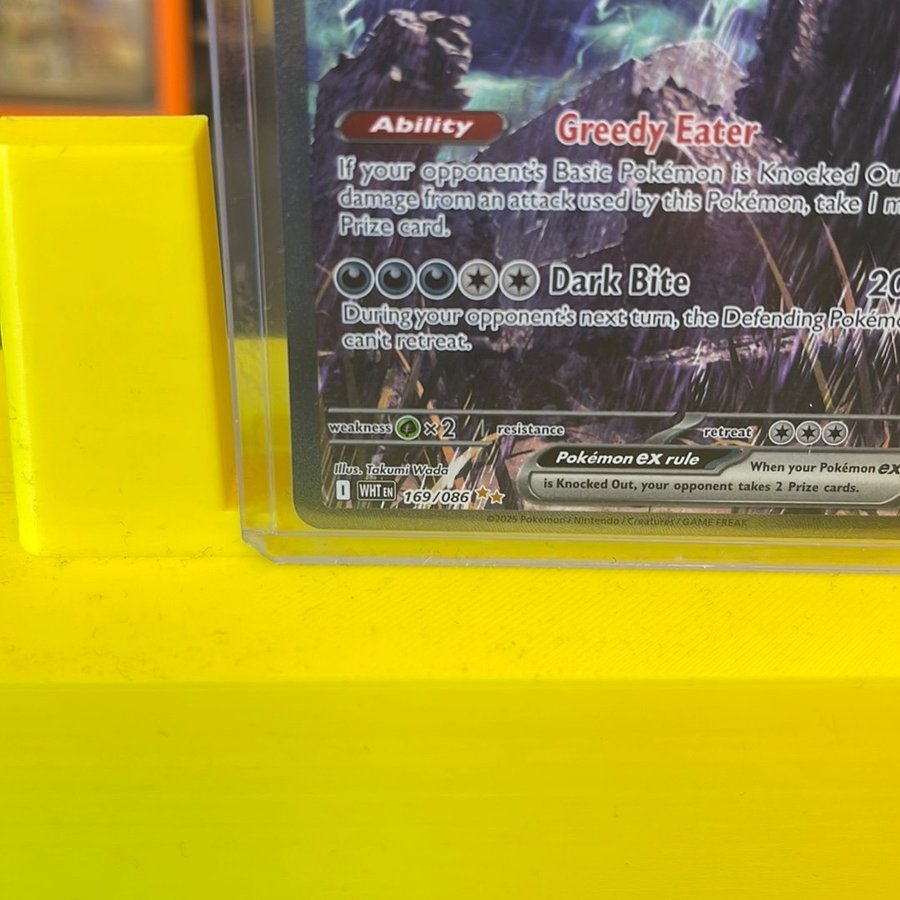 Ability Greedy Eater
If your opponent's Basic Pokémon is Knocked Ou
damage from an attack used by this Pokémon, take 1 m
Prize card.
Dark Bite 20
During your opponent's next turn, the Defending Pokémo
can't retreat.
weakness ×2 resistance retreat
Pokémon ex rule
When your Pokémon ex
is Knocked Out, your opponent takes 2 Prize cards.
Illus. Takumi Wada
I WHT EN 169/086
©2025 Pokémon / Nintendo / Creatures / GAME FREAK